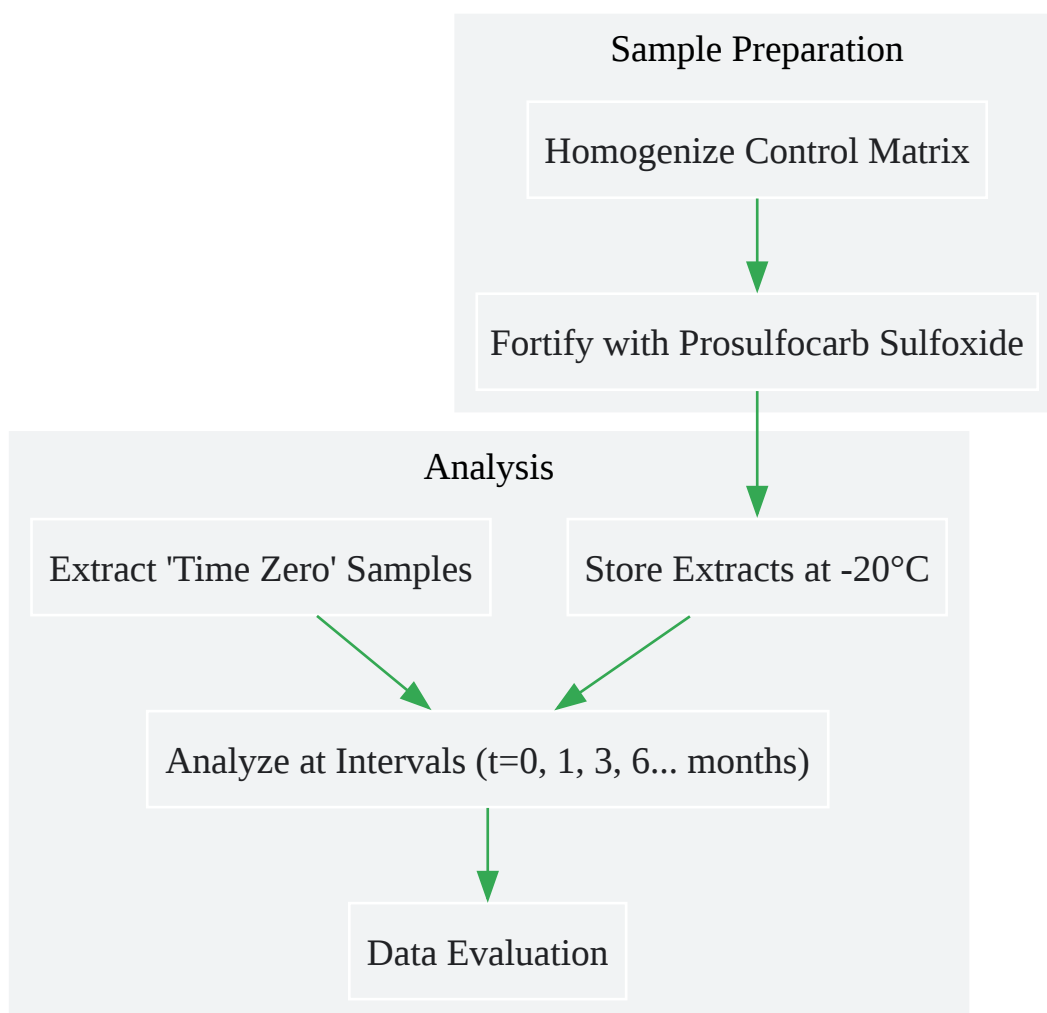 Sample Preparation
Homogenize Control Matrix
Fortify with Prosulfocarb Sulfoxide
Analysis
Extract 'Time Zero' Samples
Store Extracts at -20°C
Analyze at Intervals (t=0, 1, 3, 6... months)
Data Evaluation